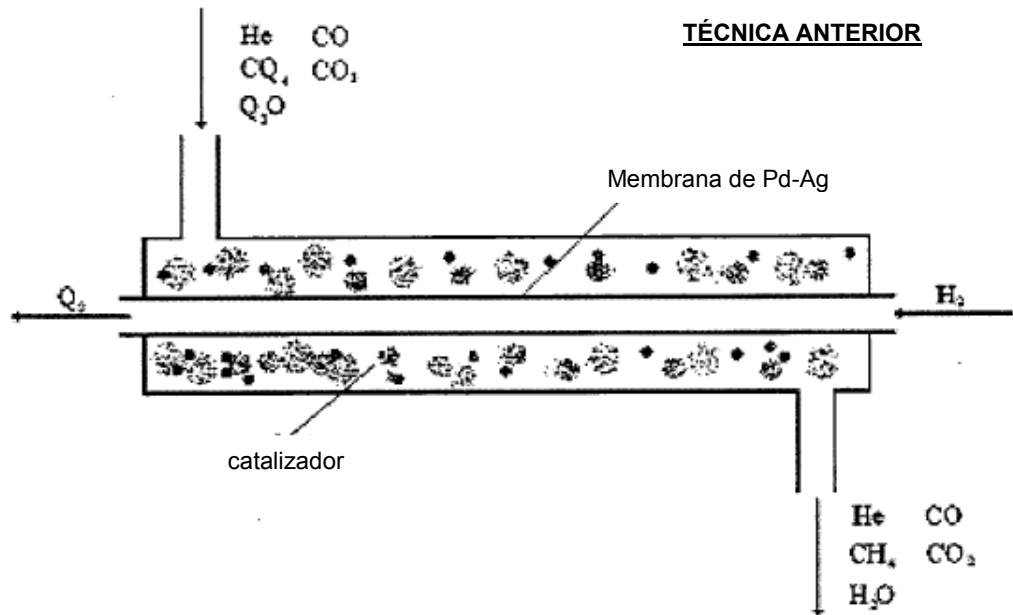 TÉCNICA ANTERIOR
He CO
CQ₄ CO₂
Q₂O
Membrana de Pd-Ag
Q₂
H₂
catalizador
He CO
CH₄ CO₂
H₂O